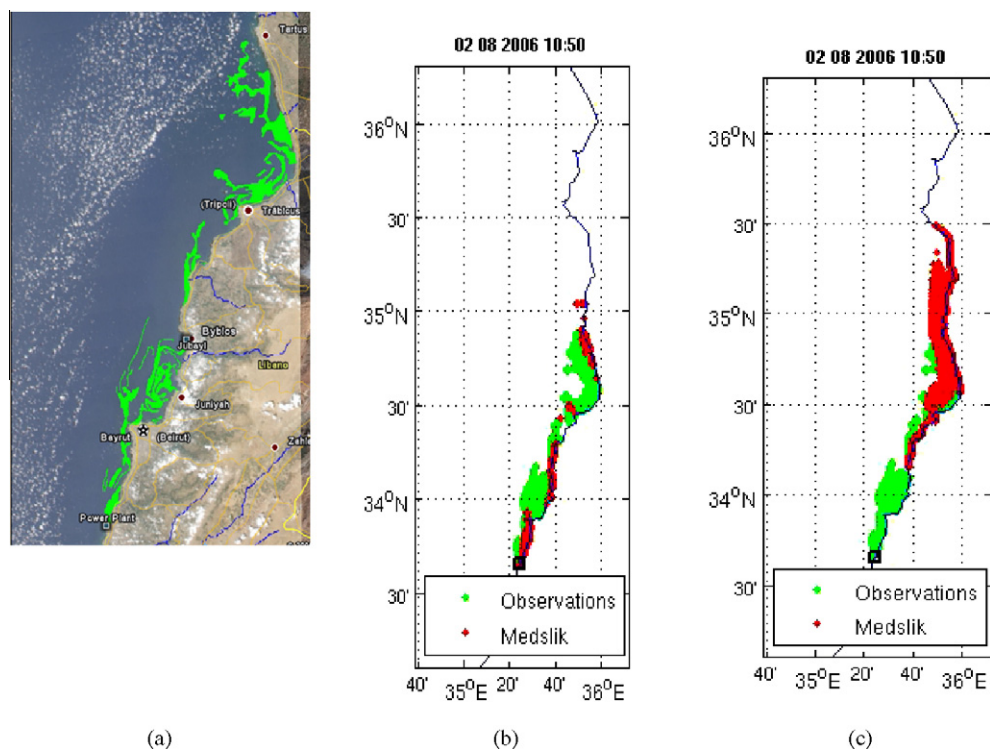 Tartus
(Tripoli)
Trâblous
Byblos
Jubayl
Libano
Juniyah
Bayrut
(Beirut)
Zahle
Power Plant
(a)
02 08 2006 10:50
36°N
30'
35°N
30'
34°N
30'
Observations
Medslik
40'
35°E
20'
40'
36°E
(b)
02 08 2006 10:50
36°N
30'
35°N
30'
34°N
30'
Observations
Medslik
40'
35°E
20'
40'
36°E
(c)